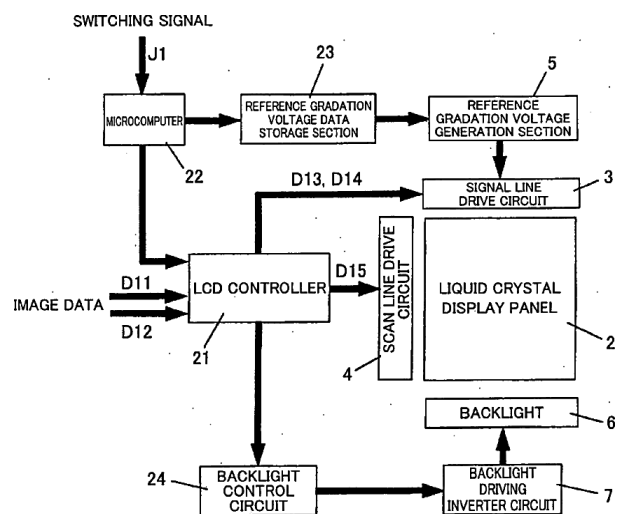 SWITCHING SIGNAL
J1
23
5
MICROCOMPUTER
REFERENCE GRADATION
VOLTAGE DATA
STORAGE SECTION
REFERENCE
GRADATION VOLTAGE
GENERATION SECTION
22
D13, D14
SIGNAL LINE
DRIVE CIRCUIT
3
D11
IMAGE DATA
D12
LCD CONTROLLER
21
D15
SCAN LINE DRIVE
CIRCUIT
4
LIQUID CRYSTAL
DISPLAY PANEL
2
BACKLIGHT
6
24
BACKLIGHT
CONTROL
CIRCUIT
BACKLIGHT
DRIVING
INVERTER CIRCUIT
7